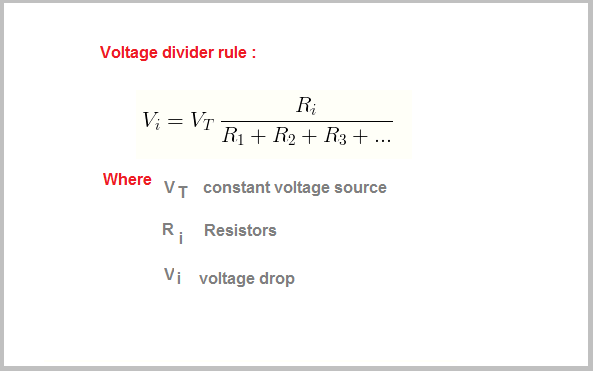 Voltage divider rule :
V_i = V_T \frac{R_i}{R_1 + R_2 + R_3 + ...}
Where V_T constant voltage source
R_i Resistors
V_i voltage drop